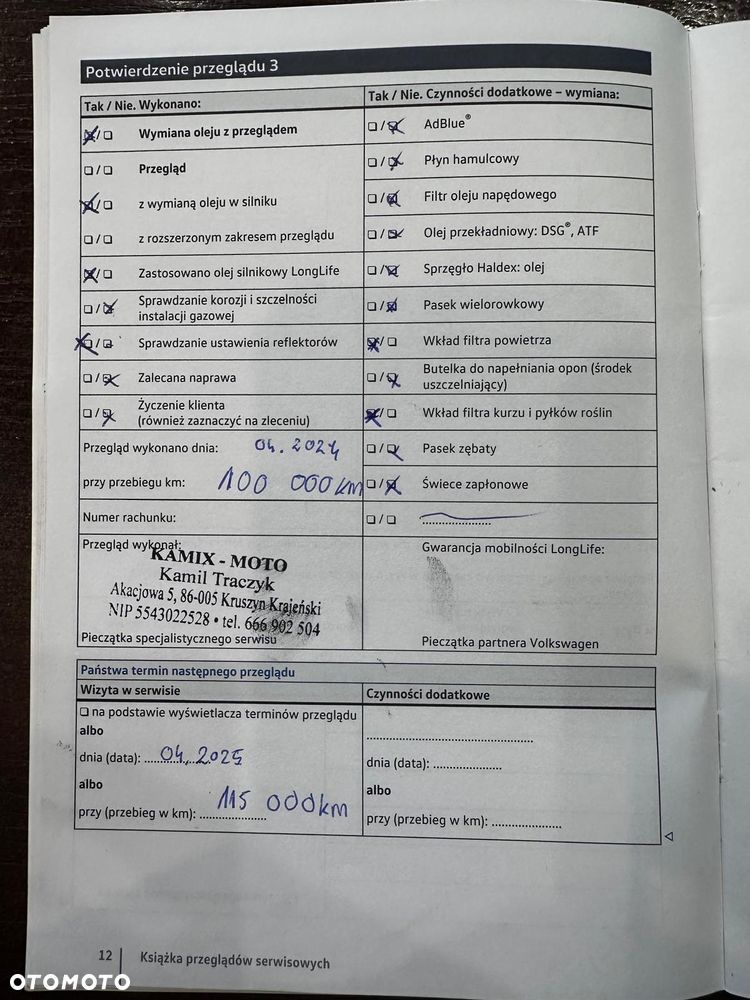 Potwierdzenie przeglądu 3
Tak / Nie. Wykonano:
Wymiana oleju z przeglądem
Przegląd
z wymianą oleju w silniku
z rozszerzonym zakresem przeglądu
Zastosowano olej silnikowy LongLife
Sprawdzanie korozji i szczelności
instalacji gazowej
Sprawdzanie ustawienia reflektorów
Zalecana naprawa
Życzenie klienta
(również zaznaczyć na zleceniu)
Przegląd wykonano dnia: 04.2024
przy przebiegu km: 100 000 km
Numer rachunku:
Tak / Nie. Czynności dodatkowe – wymiana:
AdBlue®
Płyn hamulcowy
Filtr oleju napędowego
Olej przekładniowy: DSG®, ATF
Sprzęgło Haldex: olej
Pasek wielorowkowy
Wkład filtra powietrza
Butelka do napełniania opon (środek
uszczelniający)
Wkład filtra kurzu i pyłków roślin
Pasek zębaty
Świece zapłonowe
Przegląd wykonał:
KAMIX - MOTO
Kamil Traczyk
Akacjowa 5, 86-005 Kruszyn Krajeński
NIP 5543022528 • tel. 666 902 504
Pieczątka specjalistycznego serwisu
Gwarancja mobilności LongLife:
Pieczątka partnera Volkswagen
Państwa termin następnego przeglądu
Wizyta w serwisie
na podstawie wyświetlacza terminów przeglądu
albo
dnia (data): 04.2025
albo
przy (przebieg w km): 115 000 km
Czynności dodatkowe
dnia (data):
albo
przy (przebieg w km):
12 Książka przeglądów serwisowych
OTOMOTO